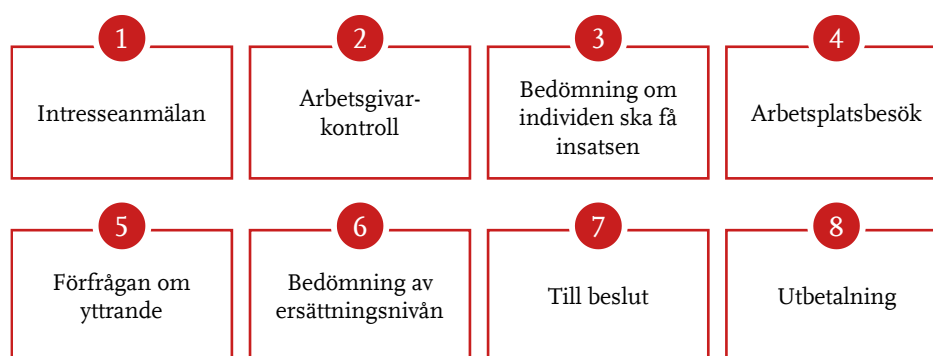 1
Intresseanmälan
2
Arbetsgivar-
kontroll
3
Bedömning om
individen ska få
insatsen
4
Arbetsplatsbesök
5
Förfrågan om
yttrande
6
Bedömning av
ersättningsnivån
7
Till beslut
8
Utbetalning